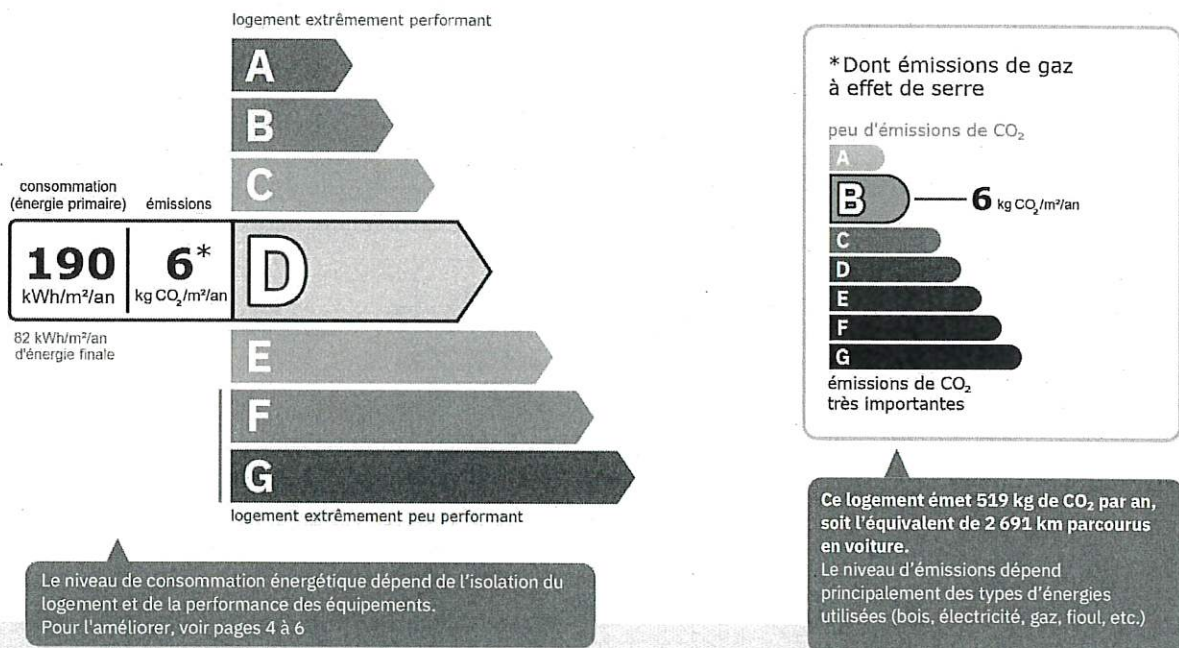 logement extrêmement performant
A
B
C
consommation
(énergie primaire)
émissions
190
kWh/m²/an
6*
kg CO₂/m²/an
D
82 kWh/m²/an
d'énergie finale
E
F
G
logement extrêmement peu performant
Le niveau de consommation énergétique dépend de l'isolation du
logement et de la performance des équipements.
Pour l'améliorer, voir pages 4 à 6
*Dont émissions de gaz
à effet de serre
peu d'émissions de CO₂
A
B
6 kg CO₂/m²/an
C
D
E
F
G
émissions de CO₂
très importantes
Ce logement émet 519 kg de CO₂ par an,
soit l'équivalent de 2 691 km parcourus
en voiture.
Le niveau d'émissions dépend
principalement des types d'énergies
utilisées (bois, électricité, gaz, fioul, etc.)